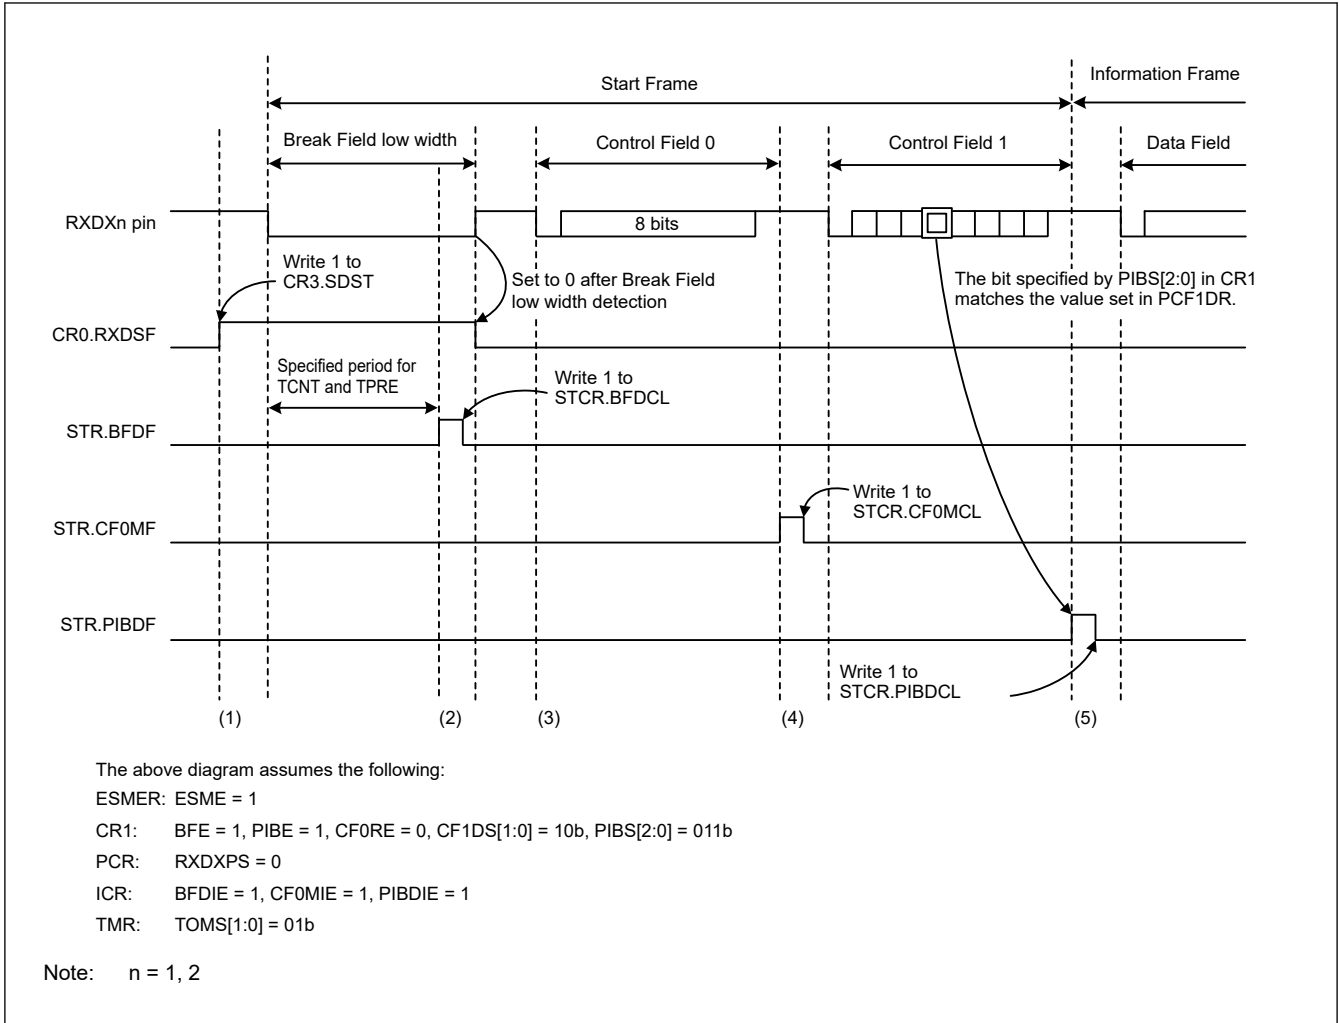 Start Frame
Information Frame
Break Field low width
Control Field 0
Control Field 1
Data Field
RXDXn pin
8 bits
Write 1 to
CR3.SDST
Set to 0 after Break Field
low width detection
The bit specified by PIBS[2:0] in CR1
matches the value set in PCF1DR.
CR0.RXDSF
Specified period for
TCNT and TPRE
Write 1 to
STCR.BFDCL
STR.BFDF
Write 1 to
STCR.CF0MCL
STR.CF0MF
STR.PIBDF
Write 1 to
STCR.PIBDCL
(1)
(2)
(3)
(4)
(5)
The above diagram assumes the following:
ESMER: ESME = 1
CR1: BFE = 1, PIBE = 1, CF0RE = 0, CF1DS[1:0] = 10b, PIBS[2:0] = 011b
PCR: RXDXPS = 0
ICR: BFDIE = 1, CF0MIE = 1, PIBDIE = 1
TMR: TOMS[1:0] = 01b
Note: n = 1, 2